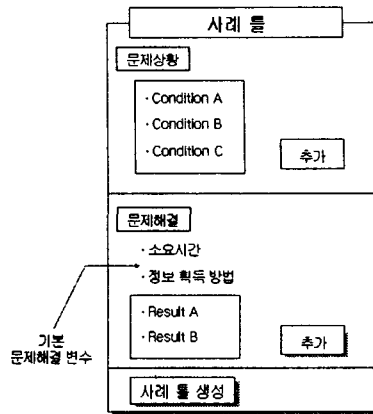 사례 틀
문제상황
· Condition A
· Condition B
· Condition C
추가
문제해결
· 소요시간
· 정보 획득 방법
기본
문제해결 변수
· Result A
· Result B
추가
사례 틀 생성